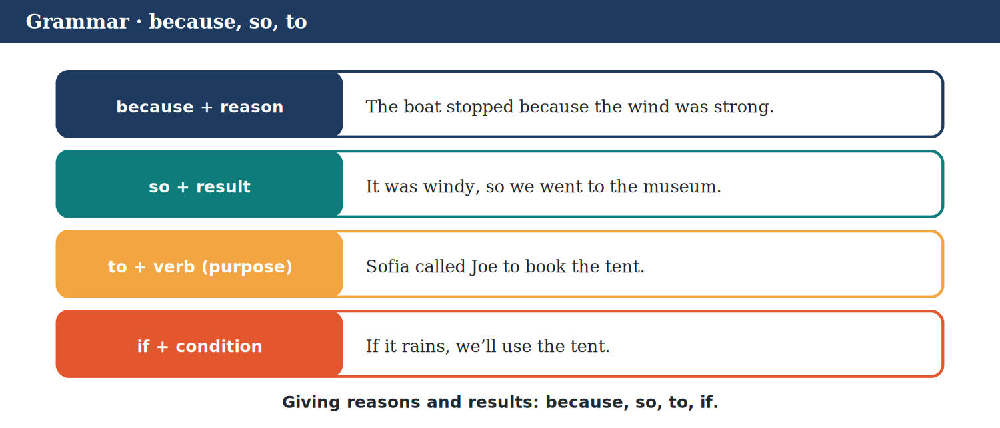 Grammar · because, so, to
because + reason
The boat stopped because the wind was strong.
so + result
It was windy, so we went to the museum.
to + verb (purpose)
Sofia called Joe to book the tent.
if + condition
If it rains, we’ll use the tent.
Giving reasons and results: because, so, to, if.